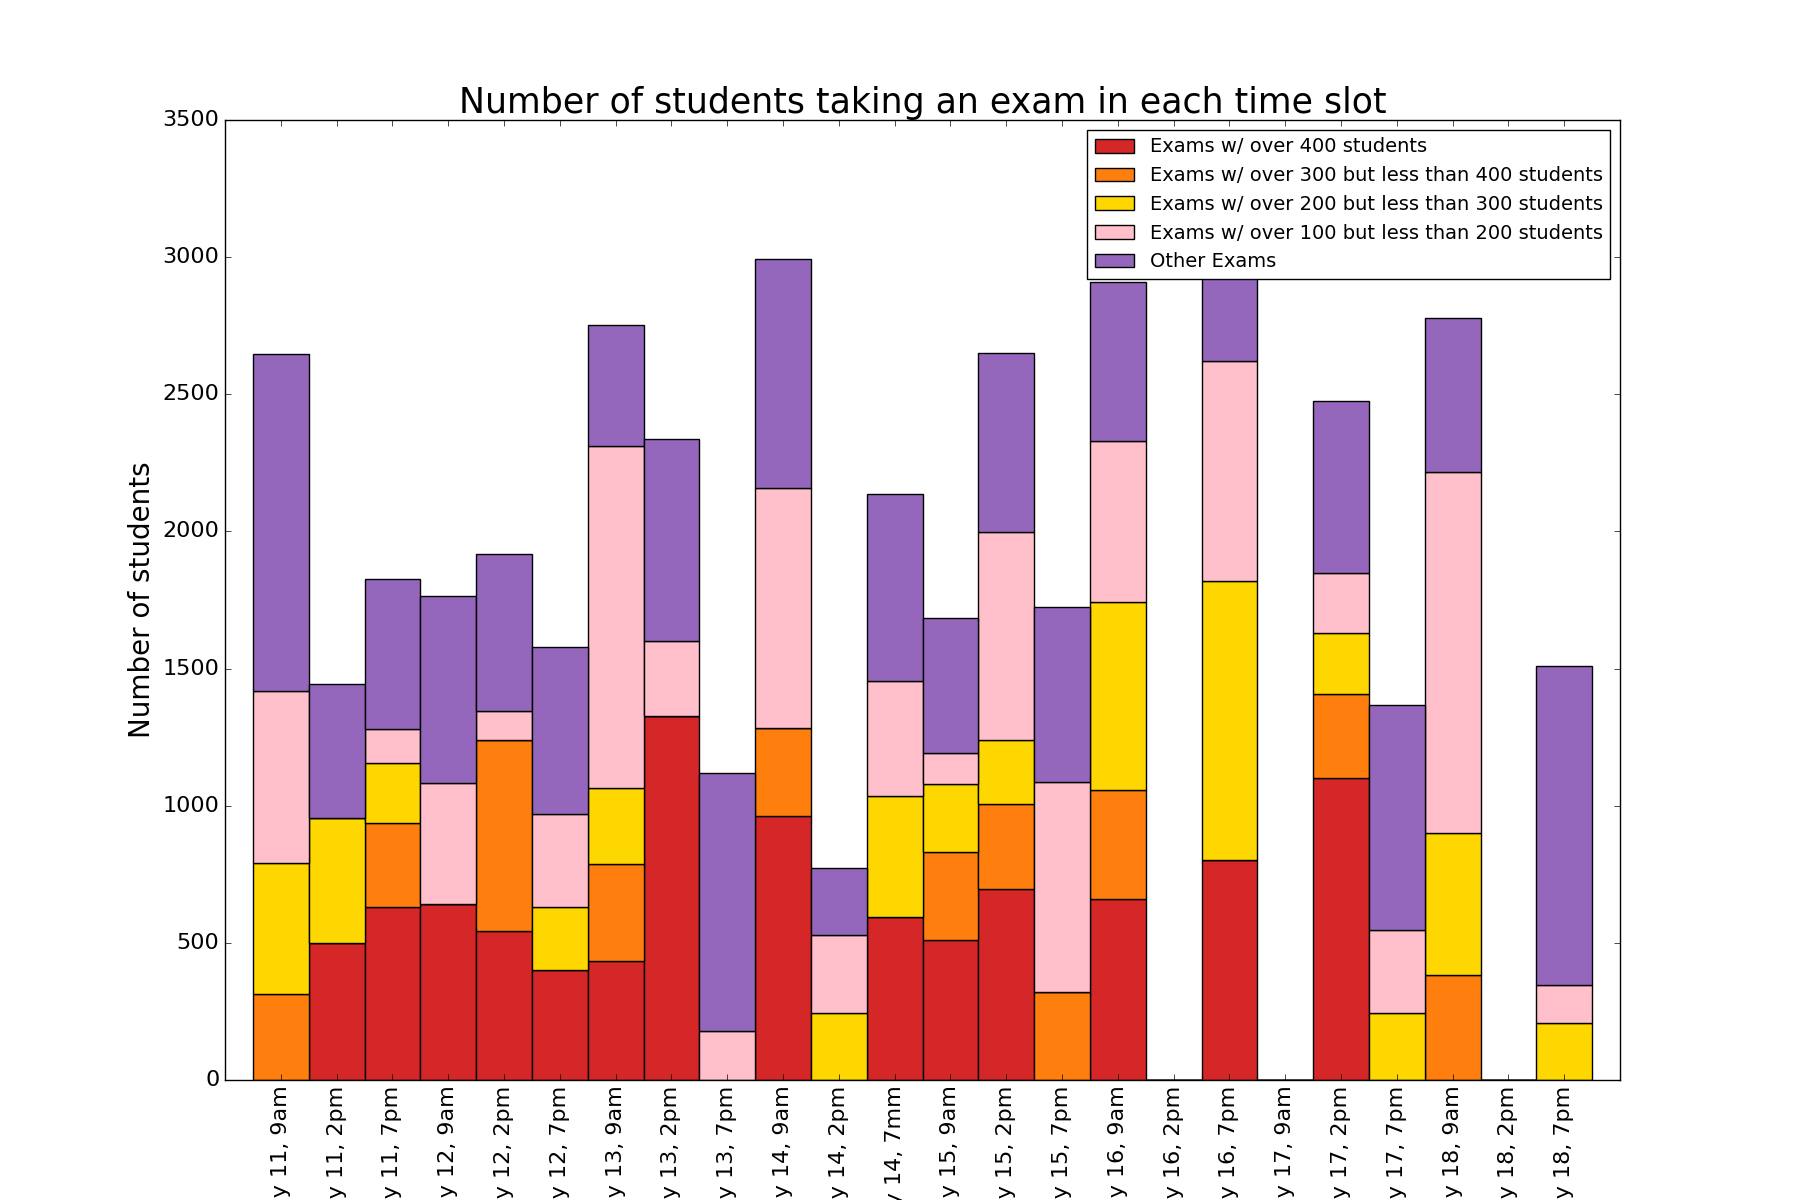 Number of students taking an exam in each time slot
Number of students
3500
3000
2500
2000
1500
1000
500
0
Exams w/ over 400 students
Exams w/ over 300 but less than 400 students
Exams w/ over 200 but less than 300 students
Exams w/ over 100 but less than 200 students
Other Exams
y 11, 9am
y 11, 2pm
y 11, 7pm
y 12, 9am
y 12, 2pm
y 12, 7pm
y 13, 9am
y 13, 2pm
y 13, 7pm
y 14, 9am
y 14, 2pm
y 14, 7mm
y 15, 9am
y 15, 2pm
y 15, 7pm
y 16, 9am
y 16, 2pm
y 16, 7pm
y 17, 9am
y 17, 2pm
y 17, 7pm
y 18, 9am
y 18, 2pm
y 18, 7pm